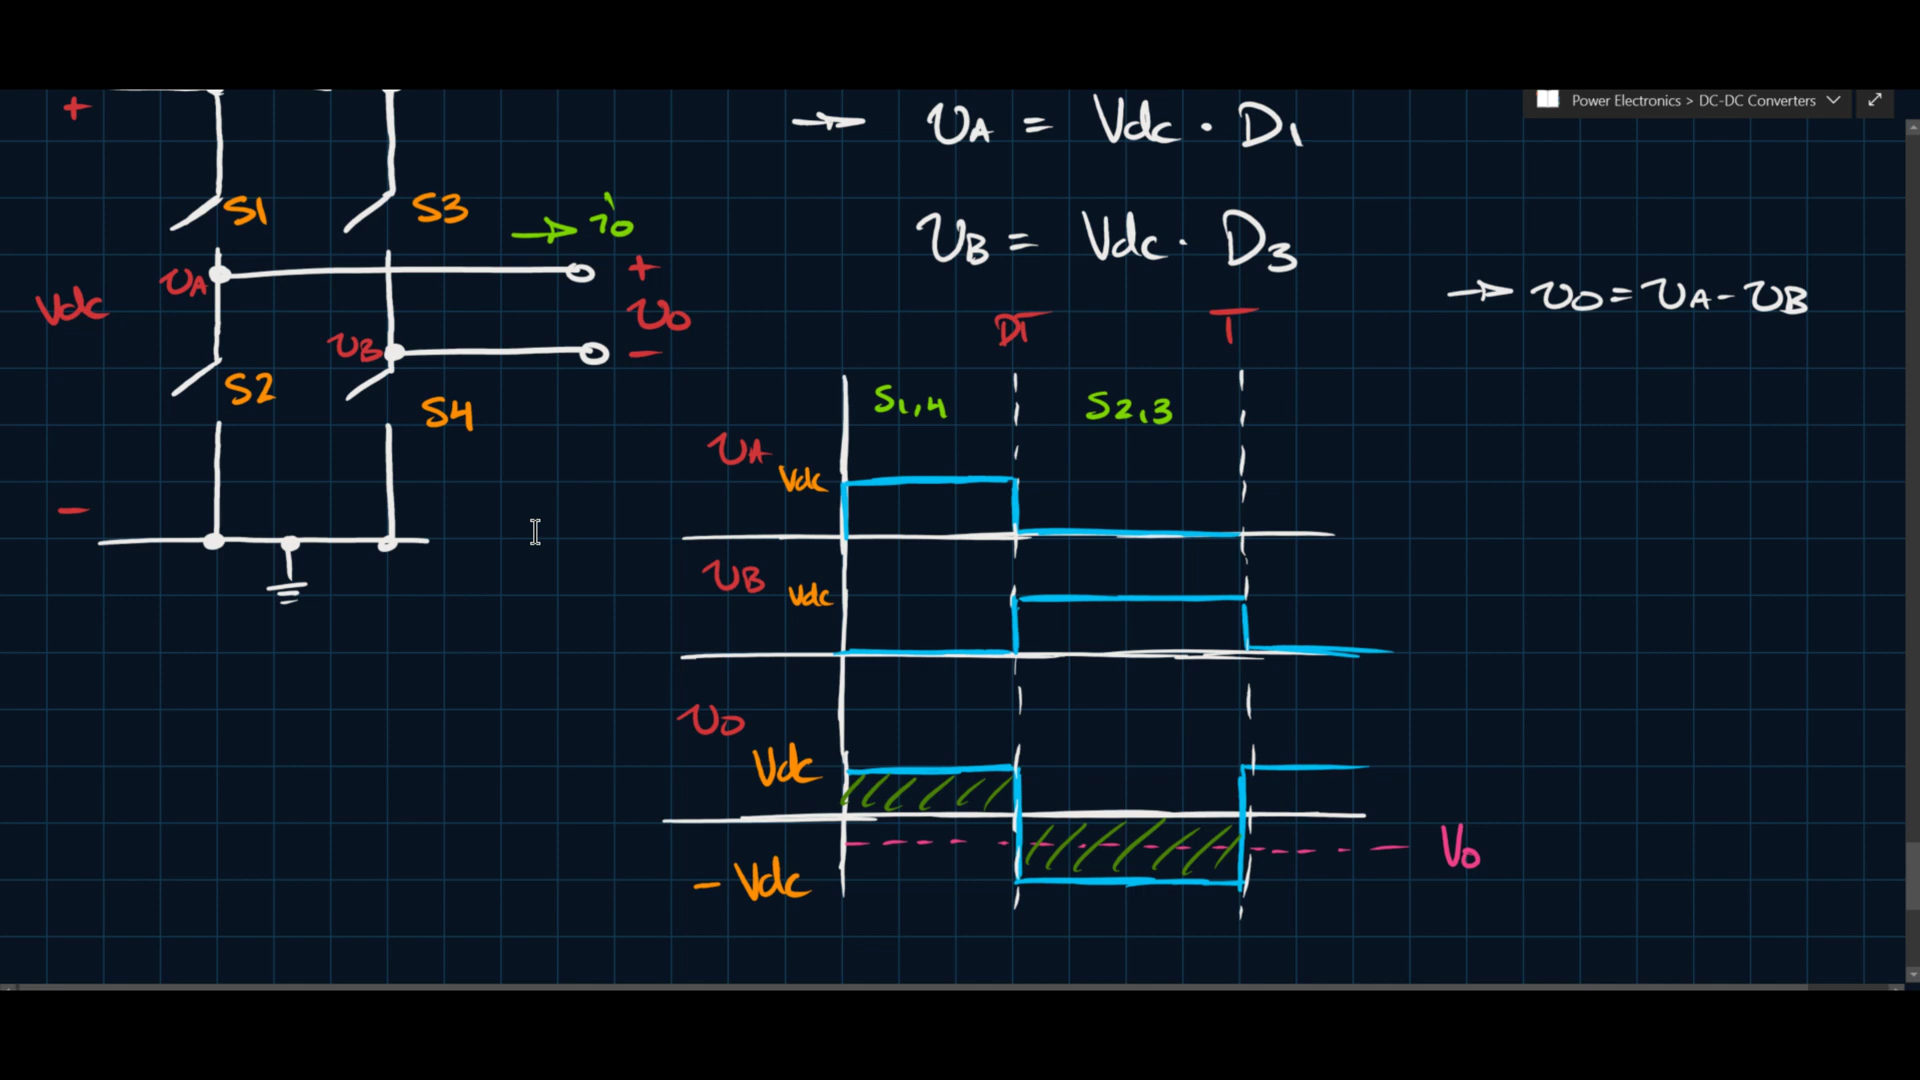 Power Electronics > DC-DC Converters
+
→ VA = Vdc · D1
S1
S3
→ io
VB = Vdc · D3
VA
+
Vdc
Vo
→ Vo = VA - VB
VB
-
DT
T
S2
S4
S1,4
S2,3
VA
Vdc
-
VB
Vdc
Vo
Vdc
Vo
- Vdc